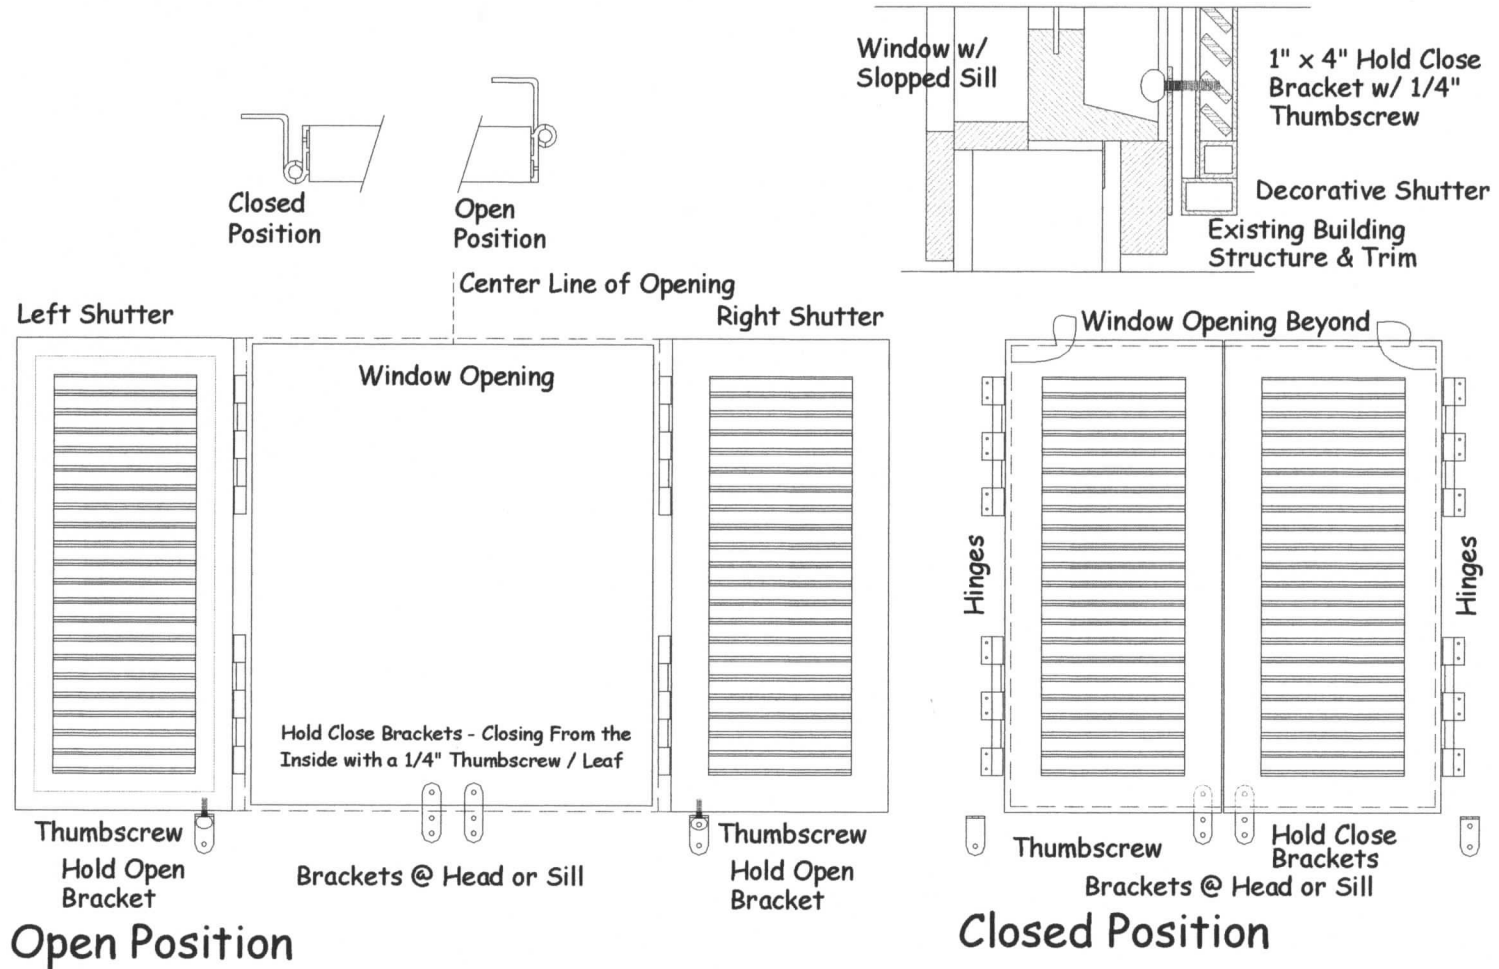 Window w/
Slopped Sill
1" x 4" Hold Close
Bracket w/ 1/4"
Thumbscrew
Closed
Position
Open
Position
Decorative Shutter
Existing Building
Structure & Trim
Center Line of Opening
Left Shutter
Right Shutter
Window Opening
Window Opening Beyond
Hinges
Hinges
Hold Close Brackets - Closing From the
Inside with a 1/4" Thumbscrew / Leaf
Thumbscrew
Hold Open
Bracket
Brackets @ Head or Sill
Thumbscrew
Hold Open
Bracket
Open Position
Thumbscrew
Hold Close
Brackets
Brackets @ Head or Sill
Closed Position